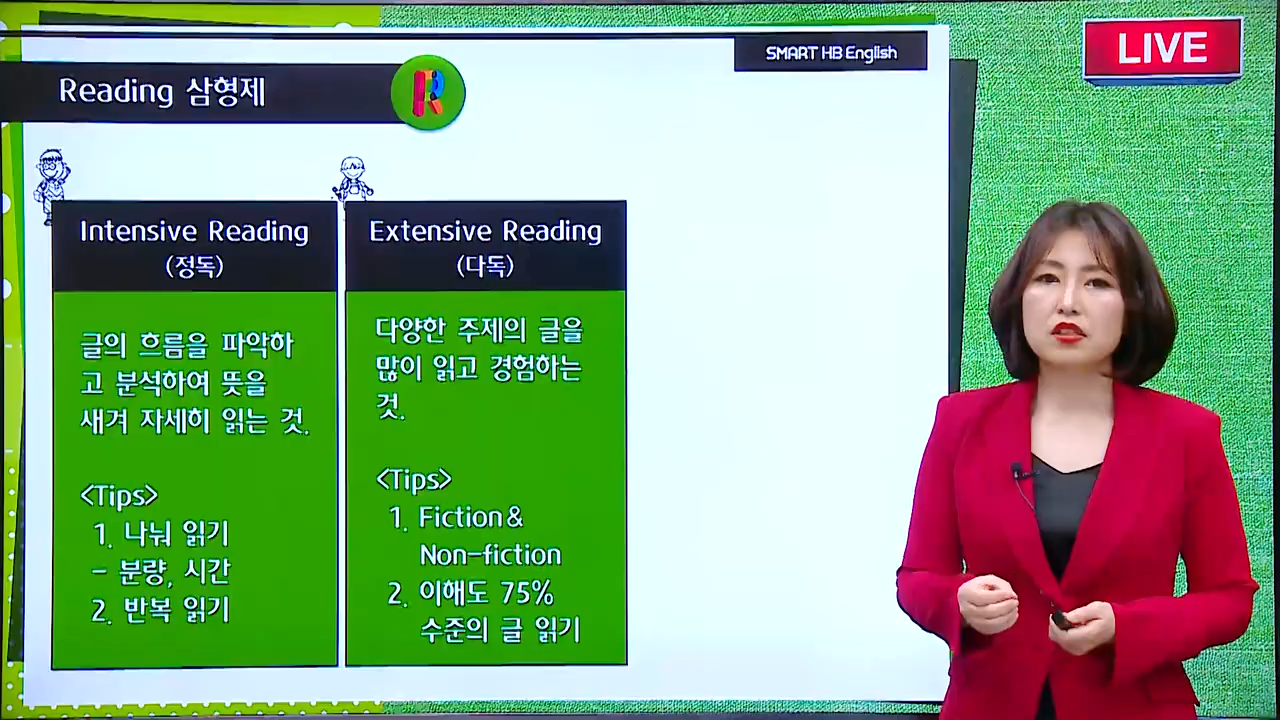 SMART HB English
LIVE
Reading 삼형제
R
Intensive Reading
(정독)
글의 흐름을 파악하
고 분석하여 뜻을
새겨 자세히 읽는 것.
<Tips>
1. 나눠 읽기
- 분량, 시간
2. 반복 읽기
Extensive Reading
(다독)
다양한 주제의 글을
많이 읽고 경험하는
것.
<Tips>
1. Fiction&
Non-fiction
2. 이해도 75%
수준의 글 읽기